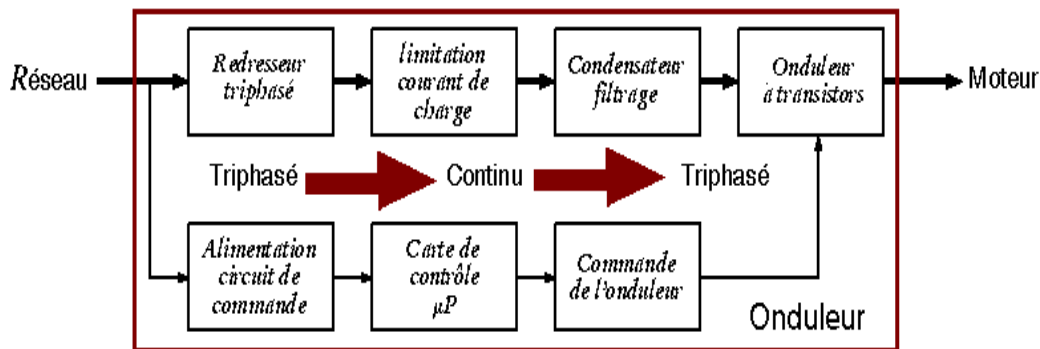 Réseau
Redresseur
triphasé
limitation
courant de
charge
Condensateur
filtrage
Onduleur
a transistors
Moteur
Triphasé
Continu
Triphasé
Alimentation
circuit de
commande
Carte de
contrôle
µP
Commande
de l'onduleur
Onduleur